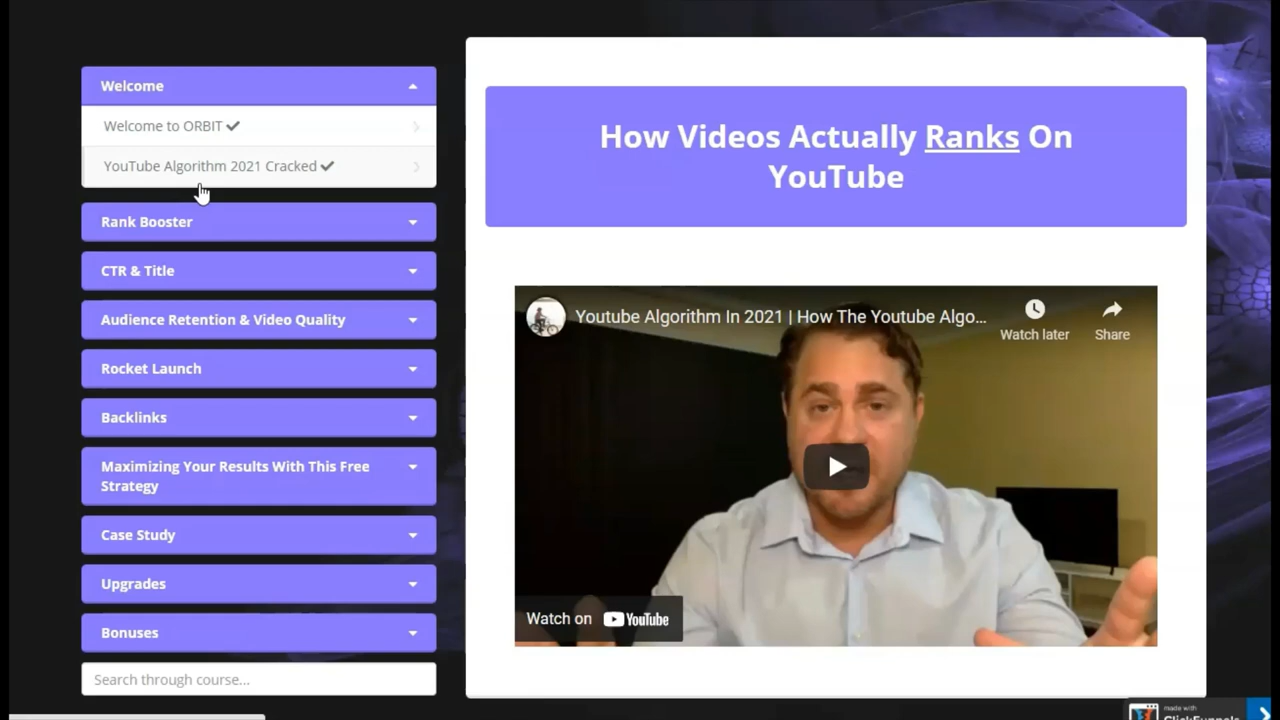 Welcome
Welcome to ORBIT
YouTube Algorithm 2021 Cracked
Rank Booster
CTR & Title
Audience Retention & Video Quality
Rocket Launch
Backlinks
Maximizing Your Results With This Free
Strategy
Case Study
Upgrades
Bonuses
Search through course...
How Videos Actually Ranks On
YouTube
Youtube Algorithm In 2021 | How The Youtube Algo...
Watch later
Share
Watch on YouTube
made with